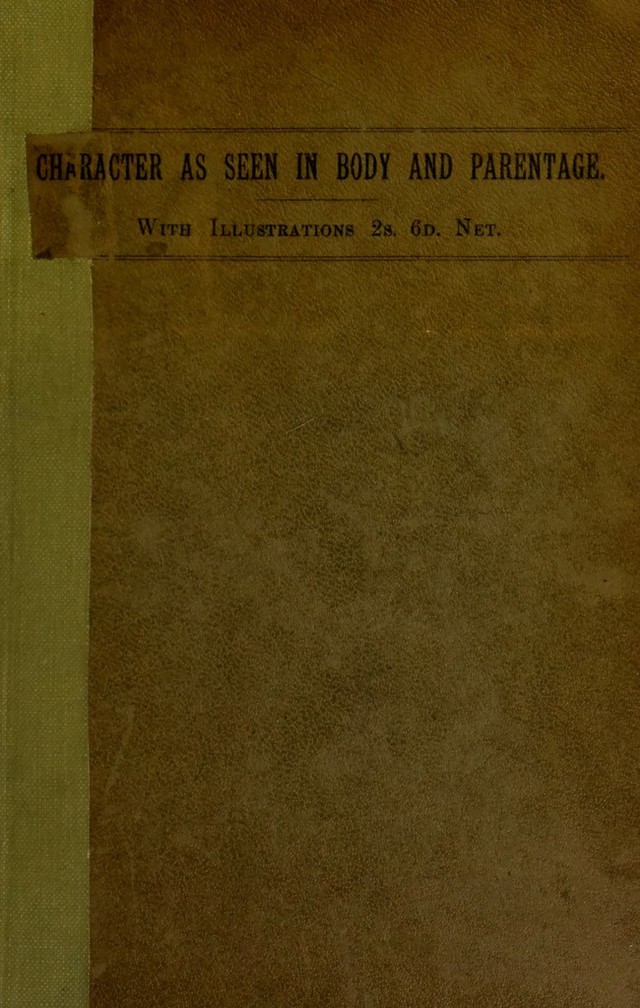 CHARACTER AS SEEN IN BODY AND PARENTAGE.
WITH ILLUSTRATIONS 2S. 6D. NET.